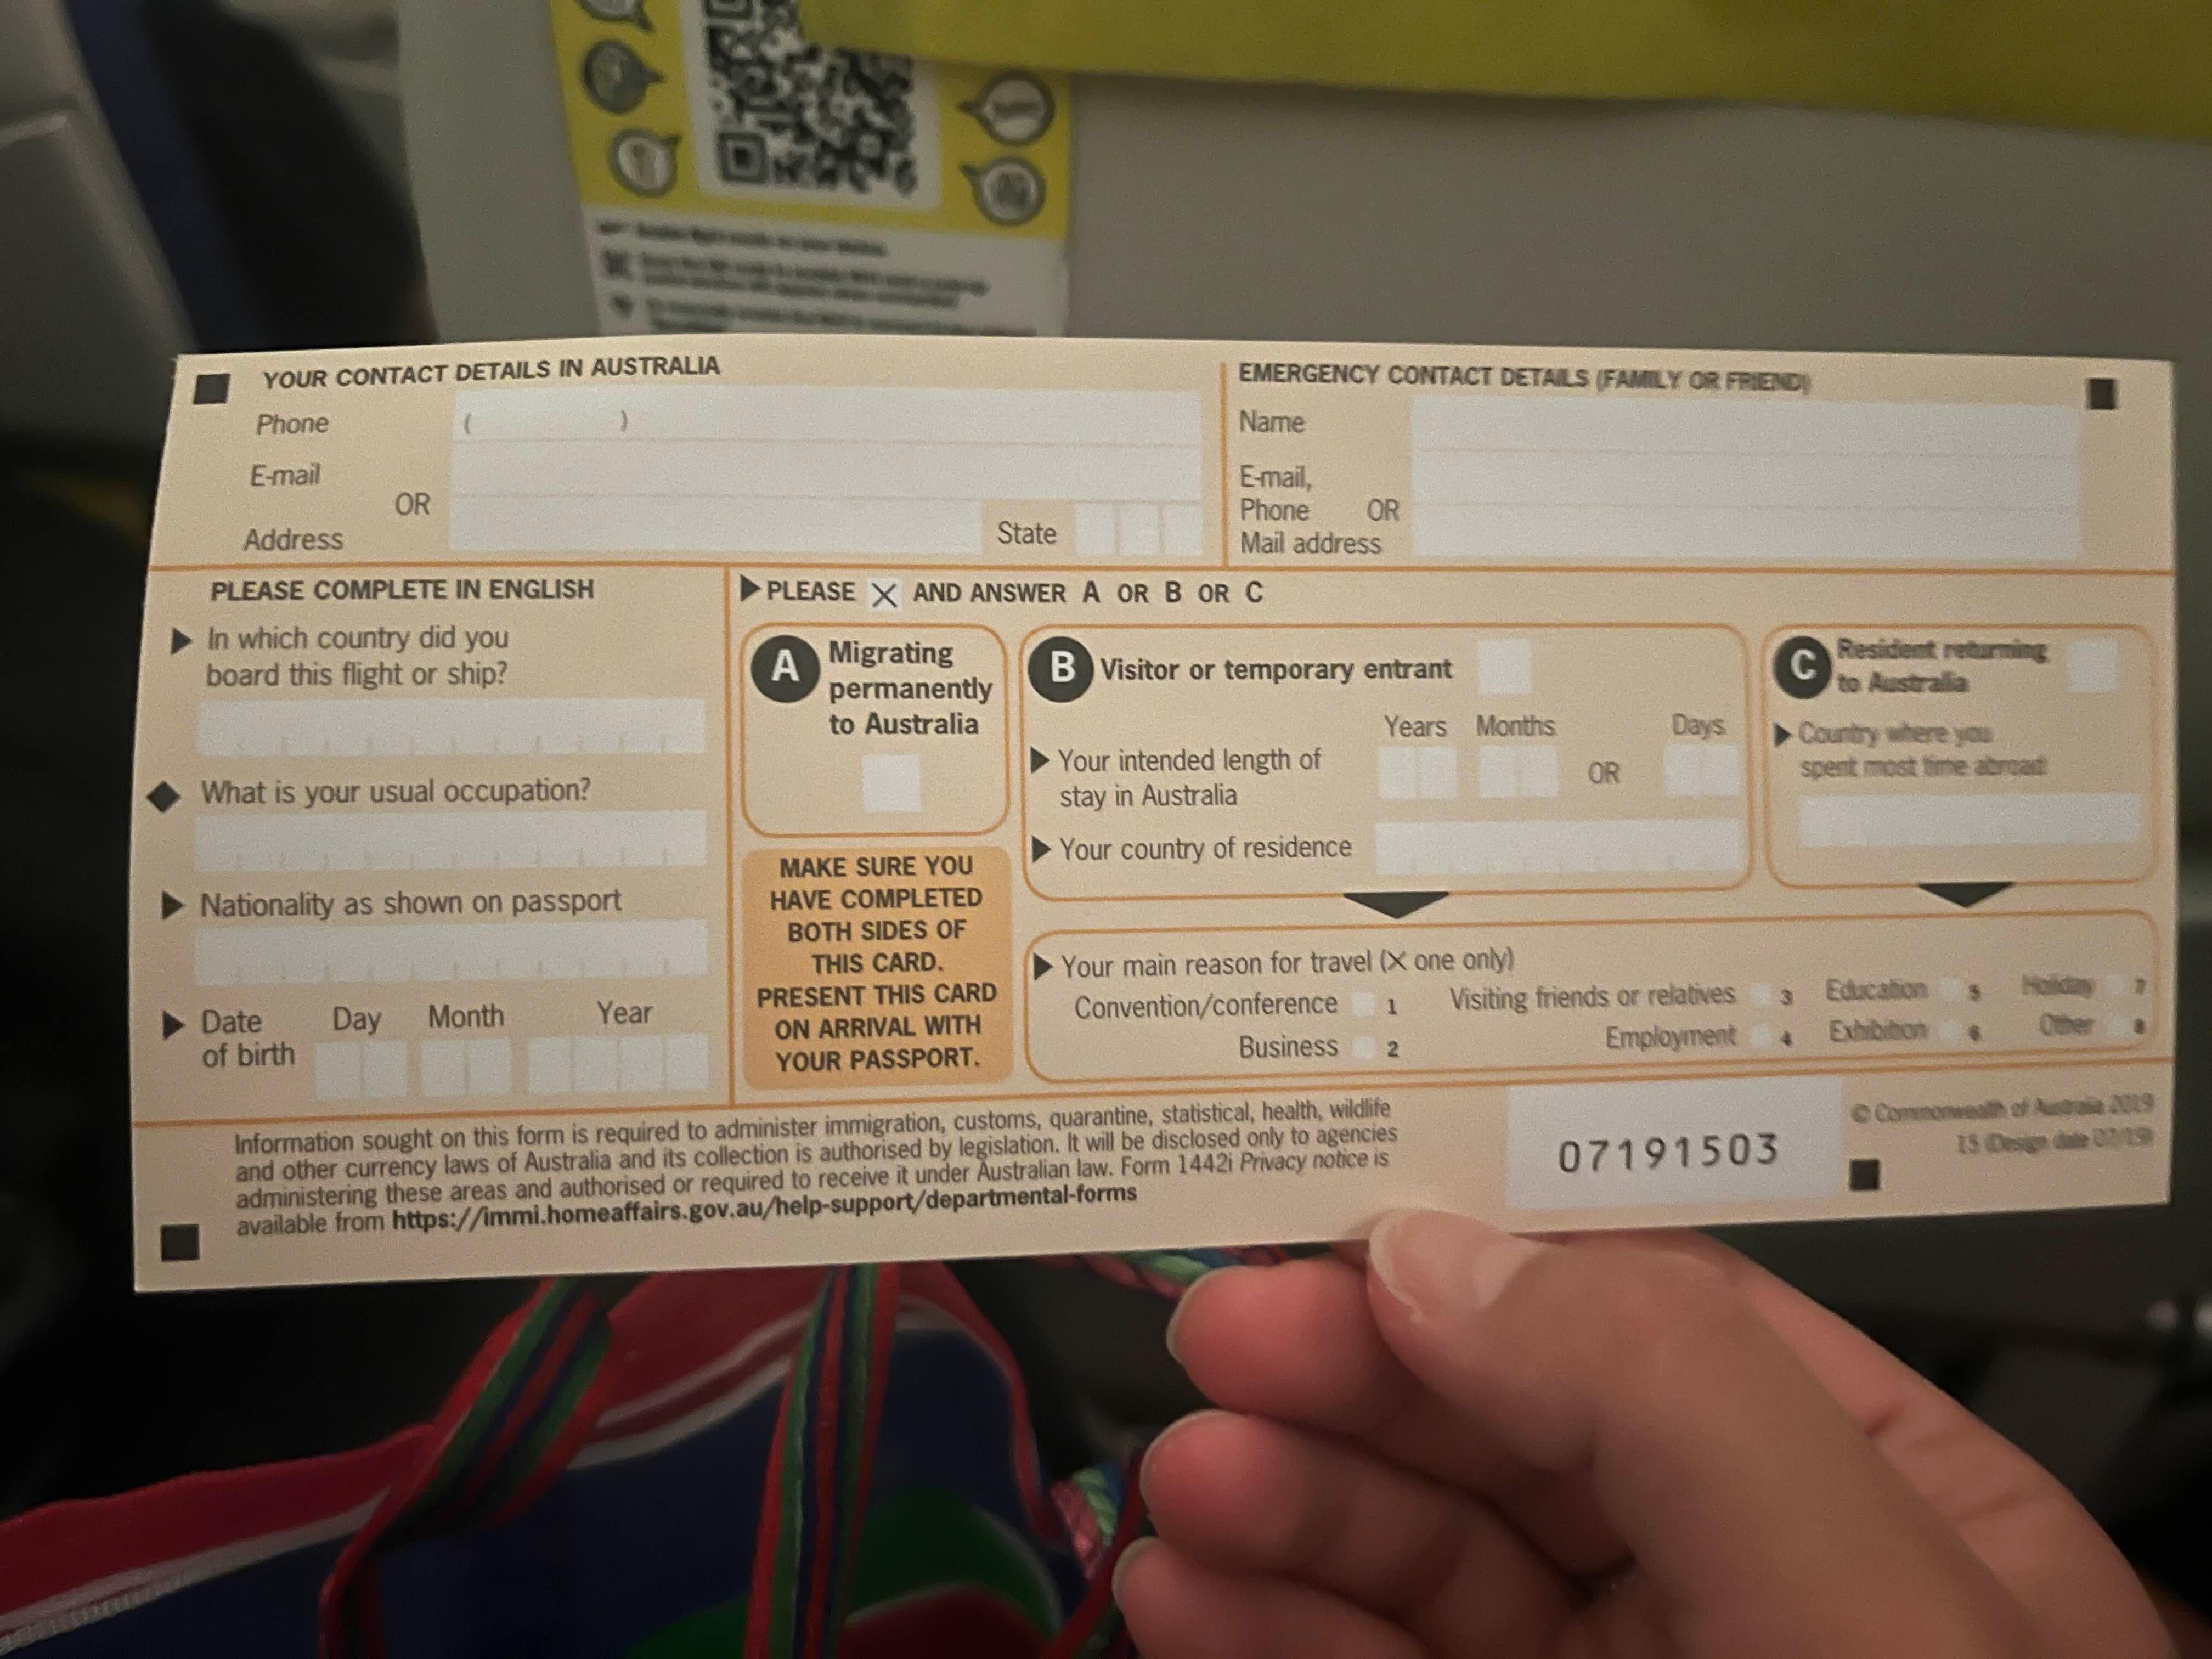 YOUR CONTACT DETAILS IN AUSTRALIA
Phone ( )
E-mail
OR
Address
State
EMERGENCY CONTACT DETAILS (FAMILY OR FRIEND)
Name
E-mail,
Phone OR
Mail address
PLEASE COMPLETE IN ENGLISH
In which country did you
board this flight or ship?
What is your usual occupation?
Nationality as shown on passport
Date
of birth
Day Month Year
PLEASE X AND ANSWER A OR B OR C
A Migrating
permanently
to Australia
MAKE SURE YOU
HAVE COMPLETED
BOTH SIDES OF
THIS CARD.
PRESENT THIS CARD
ON ARRIVAL WITH
YOUR PASSPORT.
B Visitor or temporary entrant
Years Months Days
Your intended length of
stay in Australia
OR
Your country of residence
C Resident returning
to Australia
Country where you
spent most time abroad
Your main reason for travel (X one only)
Convention/conference 1 Visiting friends or relatives 3 Education 5 Holiday 7
Business 2 Employment 4 Exhibition 6 Other 8
Information sought on this form is required to administer immigration, customs, quarantine, statistical, health, wildlife
and other currency laws of Australia and its collection is authorised by legislation. It will be disclosed only to agencies
administering these areas and authorised or required to receive it under Australian law. Form 1442i Privacy notice is
available from https://immi.homeaffairs.gov.au/help-support/departmental-forms
07191503
© Commonwealth of Australia 2019
15 (Design date 07/19)